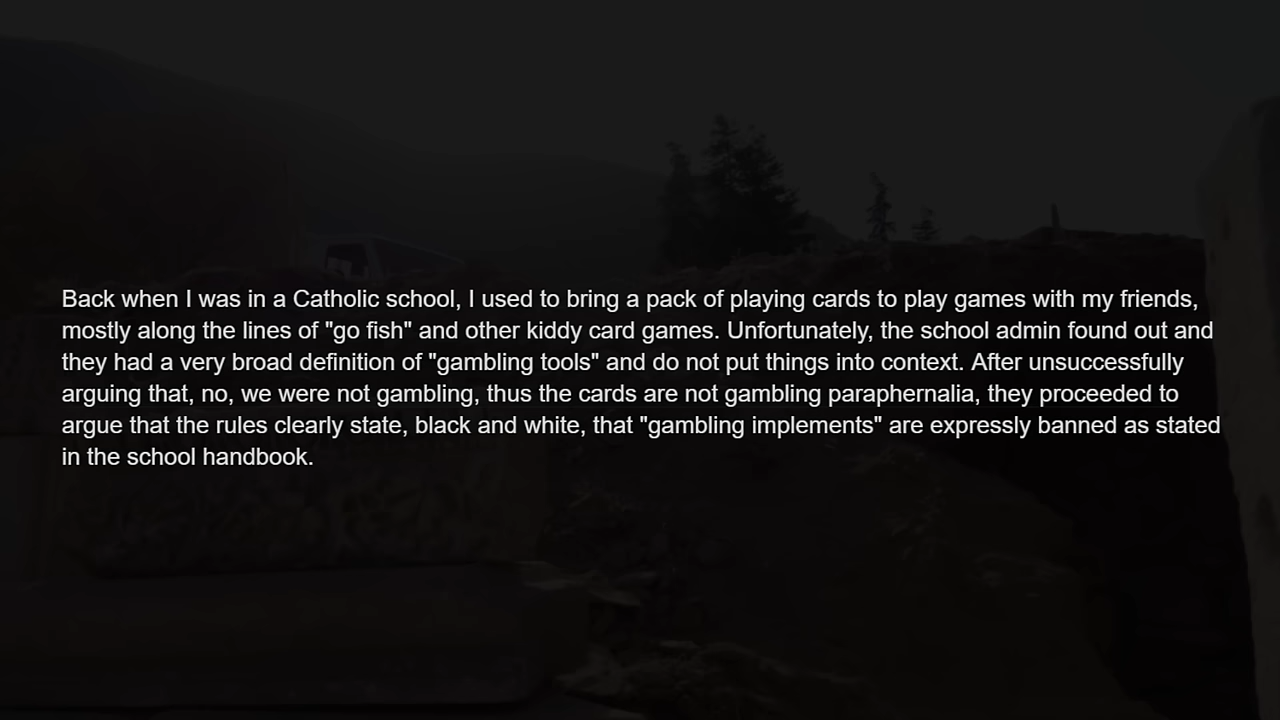 Back when I was in a Catholic school, I used to bring a pack of playing cards to play games with my friends,
mostly along the lines of "go fish" and other kiddy card games. Unfortunately, the school admin found out and
they had a very broad definition of "gambling tools" and do not put things into context. After unsuccessfully
arguing that, no, we were not gambling, thus the cards are not gambling paraphernalia, they proceeded to
argue that the rules clearly state, black and white, that "gambling implements" are expressly banned as stated
in the school handbook.